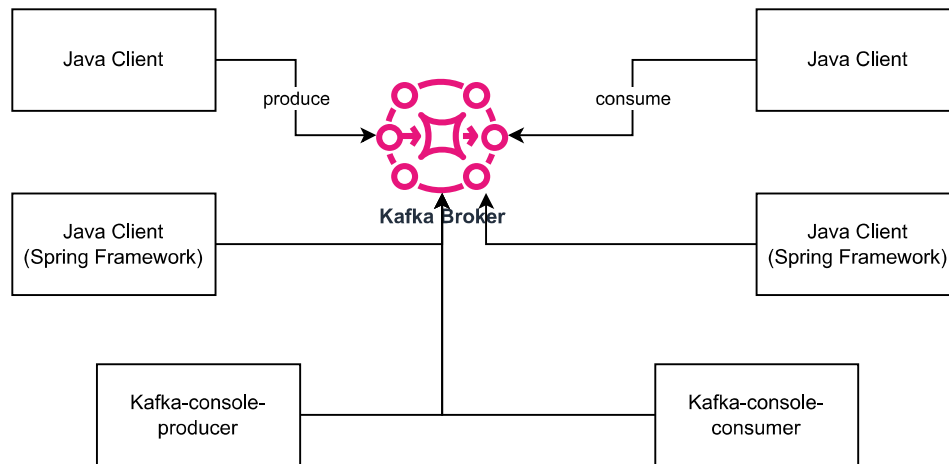 Java Client
Java Client
produce
consume
Kafka Broker
Java Client
(Spring Framework)
Java Client
(Spring Framework)
Kafka-console-
producer
Kafka-console-
consumer